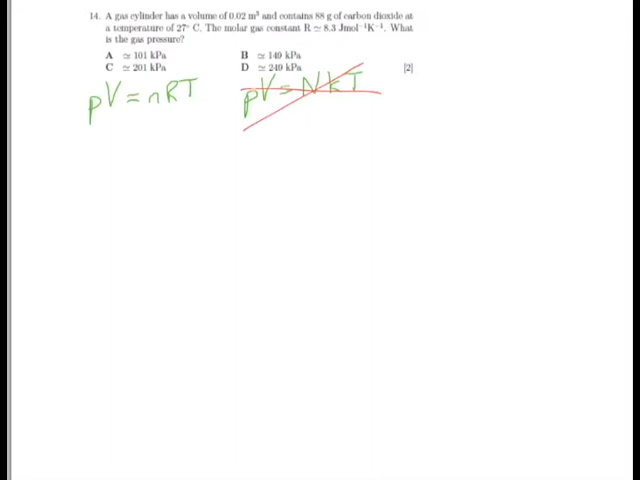 14. A gas cylinder has a volume of 0.02 m³ and contains 88 g of carbon dioxide at
a temperature of 27° C. The molar gas constant R ≃ 8.3 Jmol⁻¹K⁻¹. What
is the gas pressure?
A ≃ 101 kPa B ≃ 149 kPa
C ≃ 201 kPa D ≃ 249 kPa [2]
pV = nRT pV = NkT